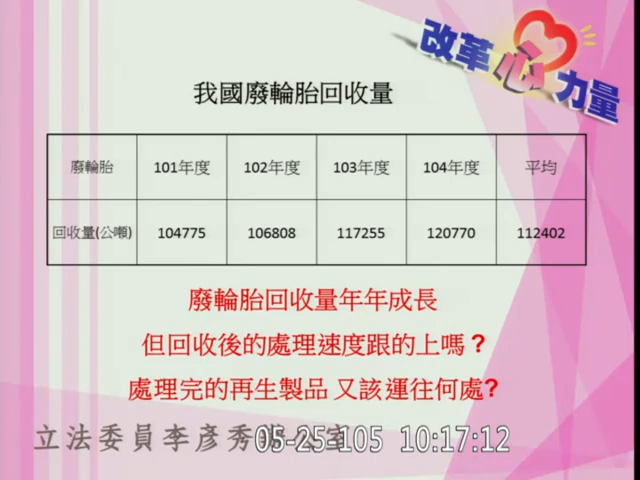 改革心力量
我國廢輪胎回收量
廢輪胎 101年度 102年度 103年度 104年度 平均
回收量(公噸) 104775 106808 117255 120770 112402
廢輪胎回收量年年成長
但回收後的處理速度跟的上嗎？
處理完的再生製品 又該運往何處?
立法委員李彥秀 公室
05-25-105 10:17:12